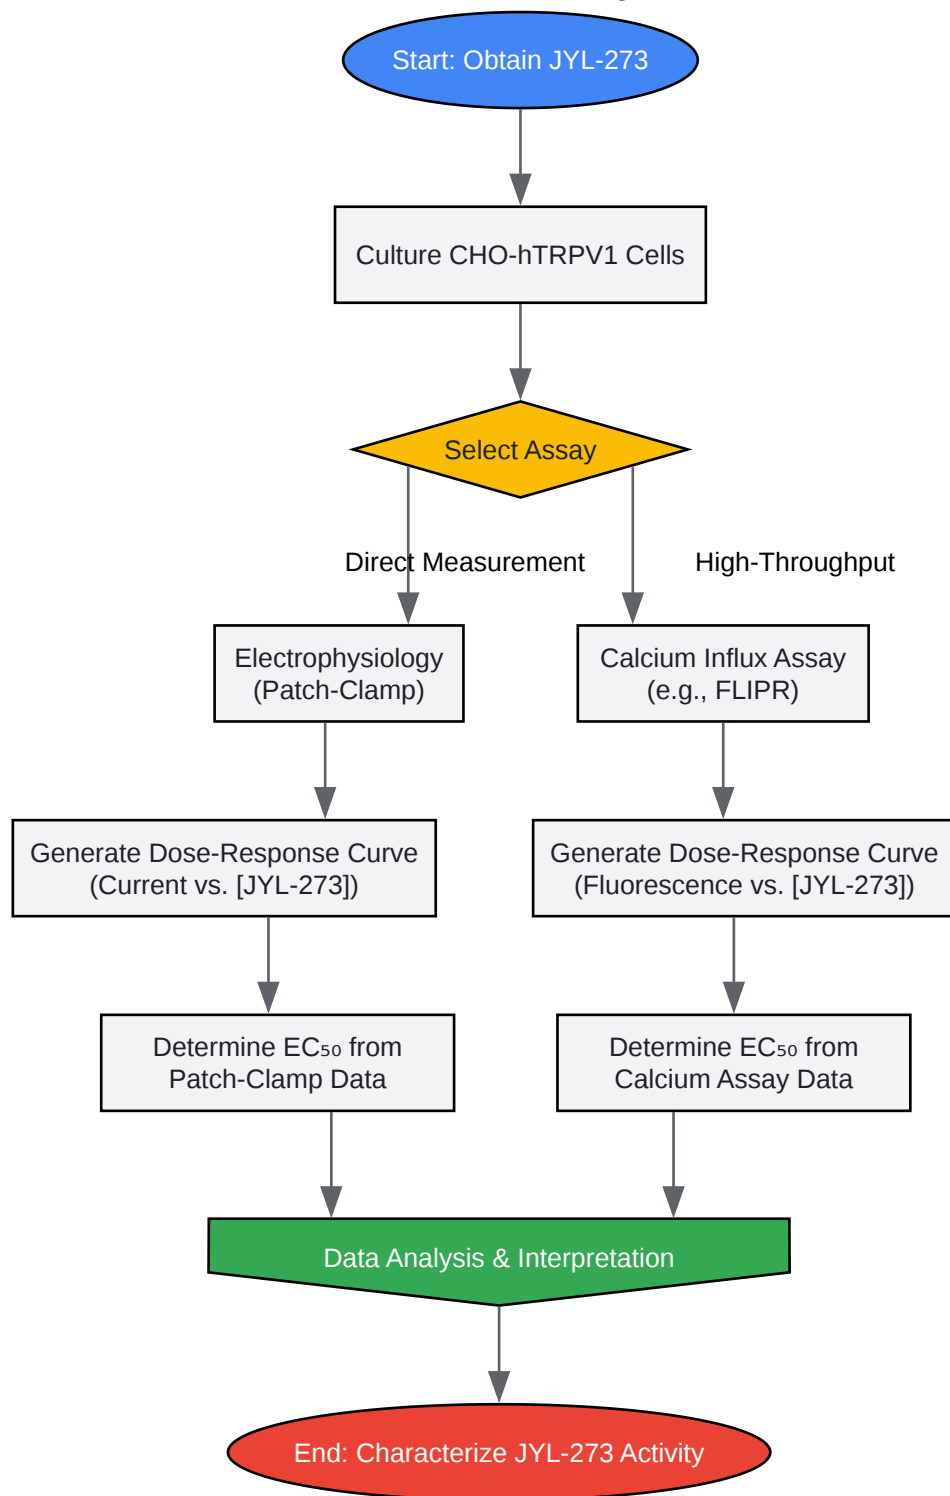 Start: Obtain JYL-273
Culture CHO-hTRPV1 Cells
Select Assay
Direct Measurement
High-Throughput
Electrophysiology
(Patch-Clamp)
Calcium Influx Assay
(e.g., FLIPR)
Generate Dose-Response Curve
(Current vs. [JYL-273])
Generate Dose-Response Curve
(Fluorescence vs. [JYL-273])
Determine EC₅₀ from
Patch-Clamp Data
Determine EC₅₀ from
Calcium Assay Data
Data Analysis & Interpretation
End: Characterize JYL-273 Activity